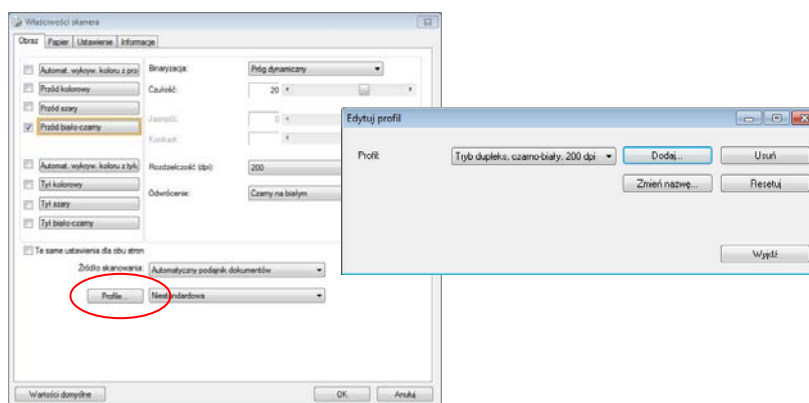 Właściwości skanera
Obraz Papier Ustawienie Informacje
Automat. wykryw. koloru z prz
Przód kolorowy
Przód szary
Przód biało-czarny
Automat. wykryw. koloru z tyłu
Tył kolorowy
Tył szary
Tył biało-czarny
Binaryzacja: Próg dynamiczny
Czułość: 20
Jasność: 0
Kontrast:
Rozdzielczość (dpi): 200
Odwrócenie: Czarny na białym
Te same ustawienia dla obu stron
Źródło skanowania: Automatyczny podajnik dokumentów
Profile... Niestandardowa
Wartości domyślne OK Anuluj
Edytuj profil
Profil: Tryb dupleks, czarno-biały, 200 dpi Dodaj... Usuń
Zmień nazwę... Resetuj
Wyjdź